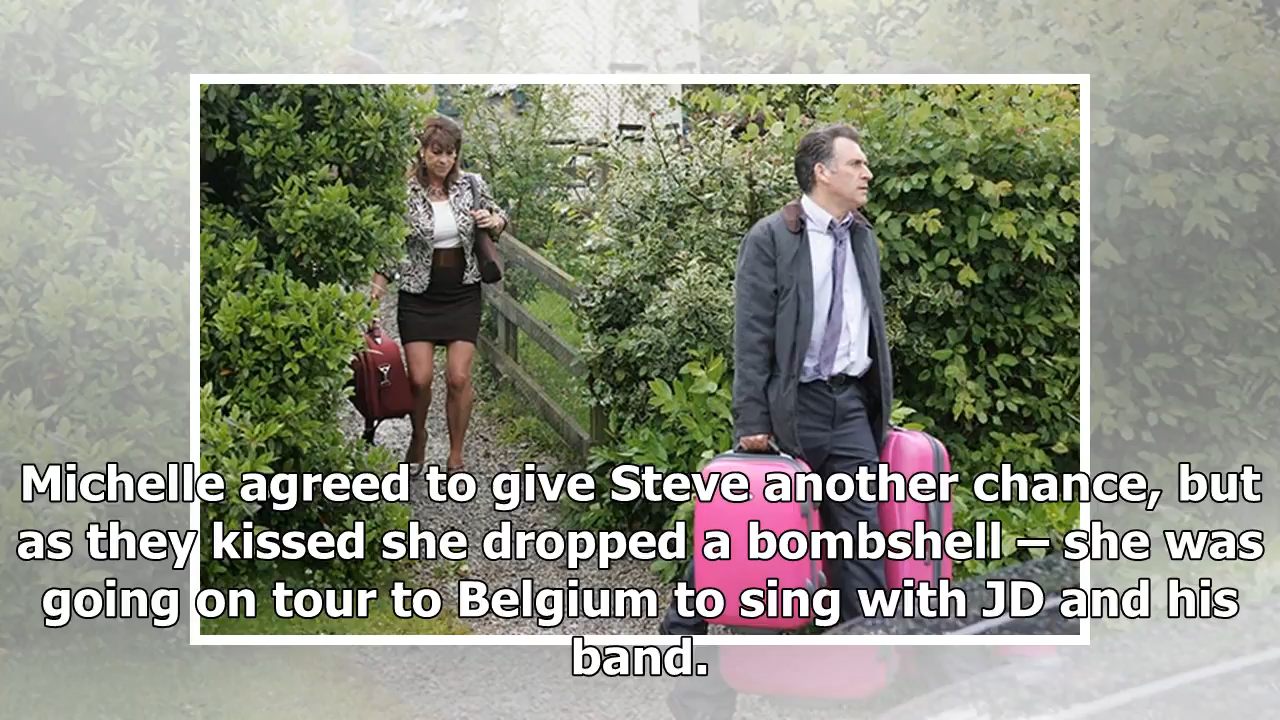 Michelle agreed to give Steve another chance, but
as they kissed she dropped a bombshell – she was
going on tour to Belgium to sing with JD and his
band.